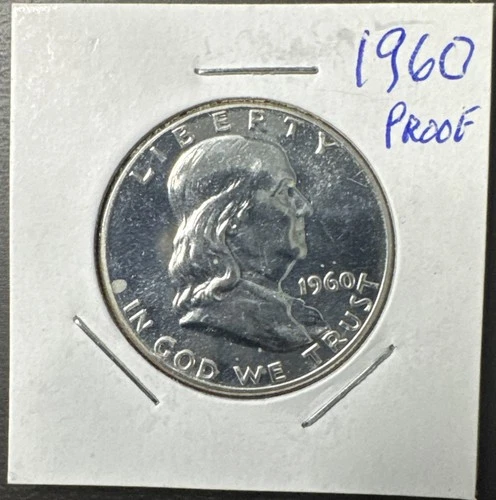 1960
PROOF
LIBERTY
1960
IN GOD WE TRUST